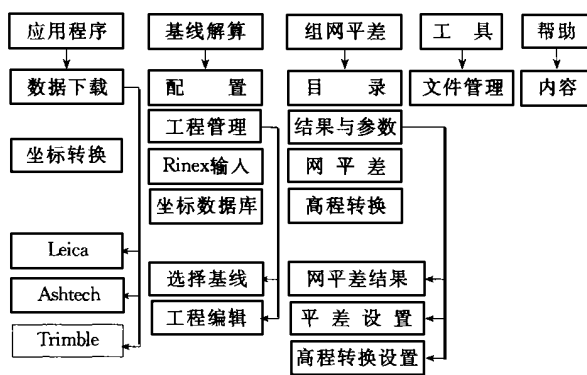 应用程序
基线解算
组网平差
工 具
帮助
数据下载
配 置
目 录
文件管理
内容
工程管理
结果与参数
坐标转换
Rinex输入
网 平 差
坐标数据库
高程转换
Leica
选择基线
网平差结果
Ashtech
工程编辑
平 差 设 置
Trimble
高程转换设置